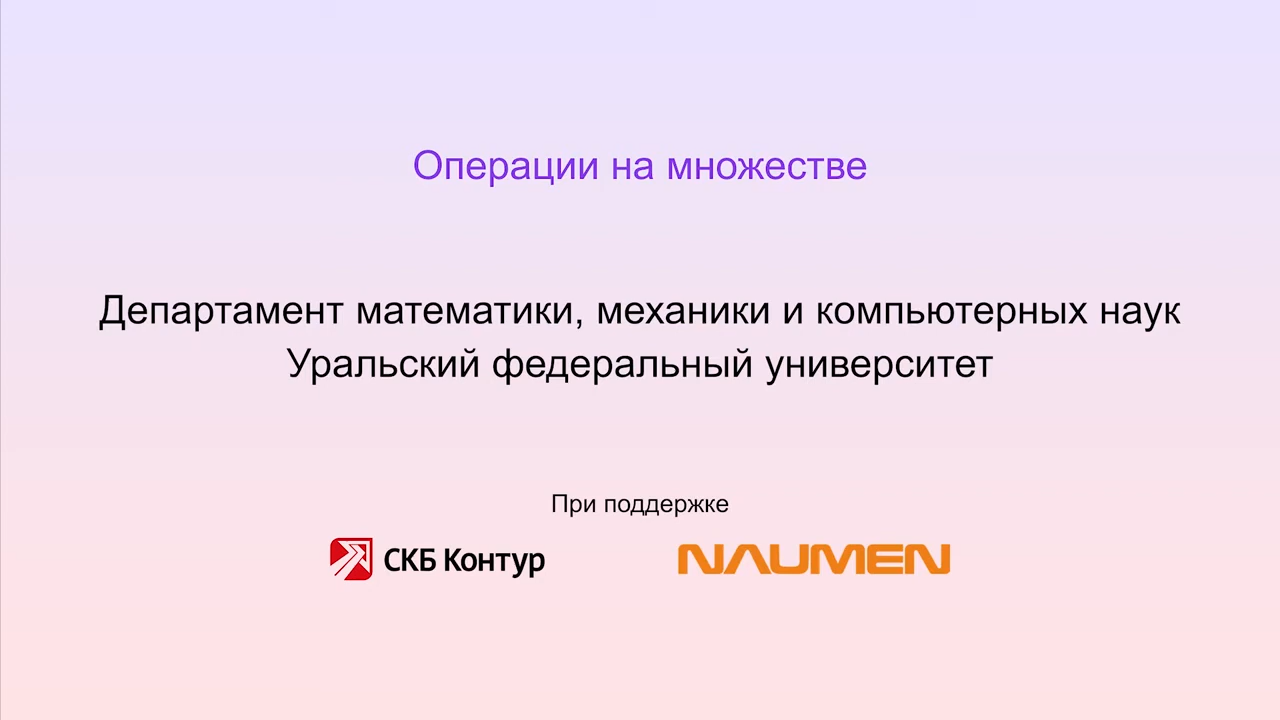 Операции на множестве
Департамент математики, механики и компьютерных наук
Уральский федеральный университет
При поддержке
СКБ Контур
NAUMEN